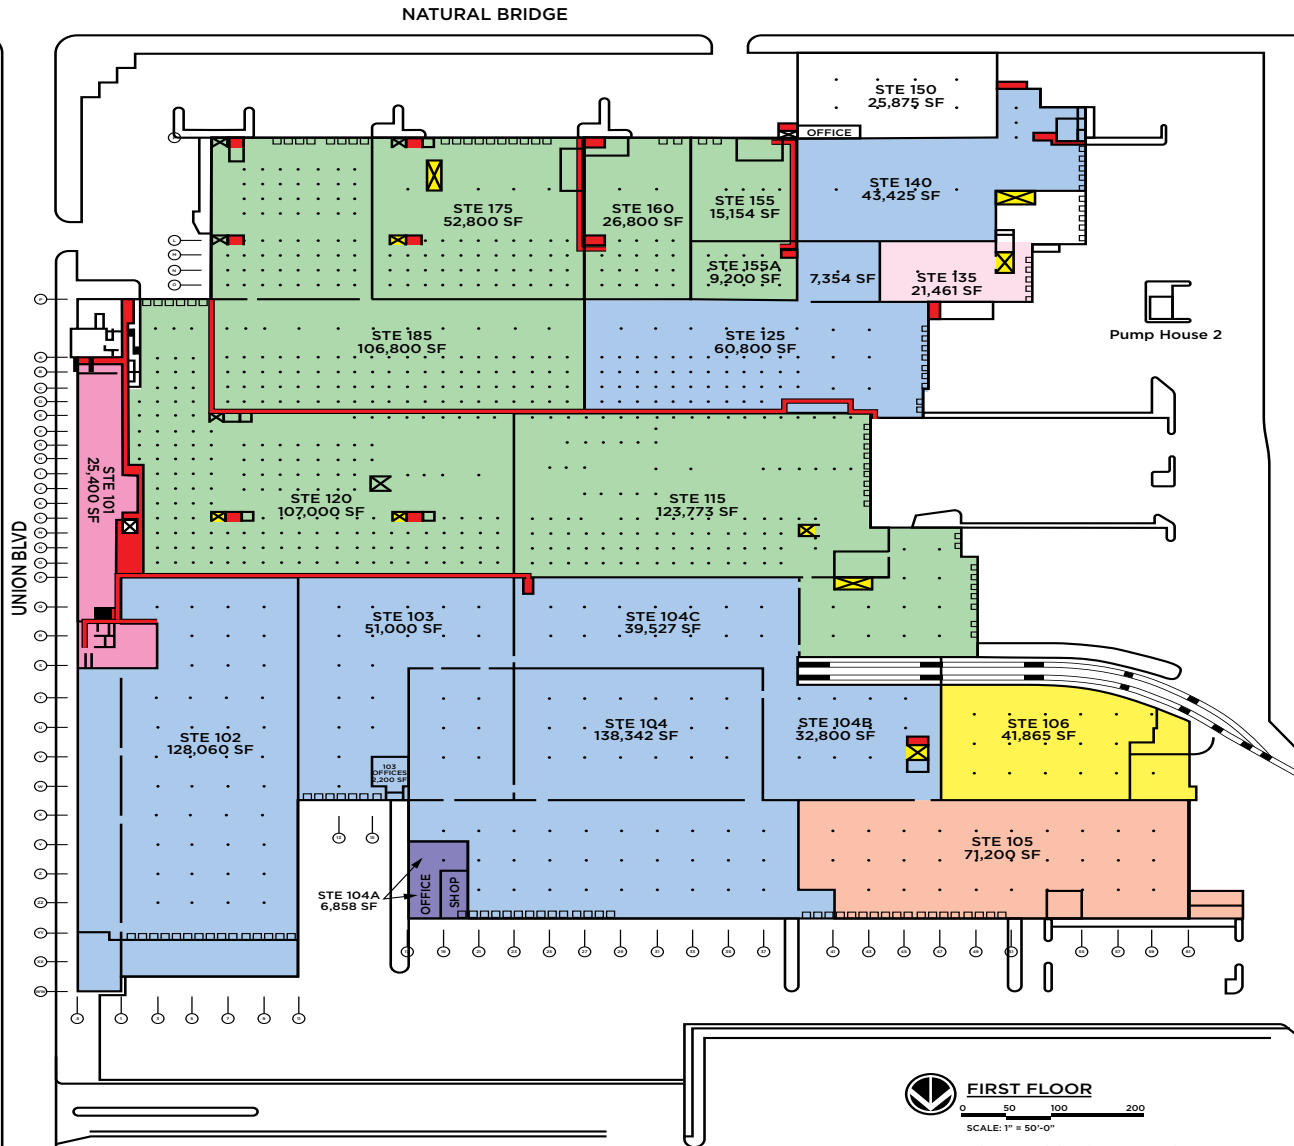 NATURAL BRIDGE
STE 150
25,875 SF
OFFICE
STE 140
43,425 SF
STE 175
52,800 SF
STE 160
26,800 SF
STE 155
15,154 SF
STE 155A
9,200 SF
7,354 SF
STE 135
21,461 SF
STE 185
106,800 SF
STE 125
60,800 SF
Pump House 2
STE 101
25,400 SF
UNION BLVD
STE 120
107,000 SF
STE 115
123,773 SF
STE 103
51,000 SF
STE 104C
39,527 SF
STE 102
128,060 SF
STE 104
138,342 SF
STE 104B
32,800 SF
STE 106
41,865 SF
103
OFFICES
2,200 SF
STE 105
71,200 SF
STE 104A
6,858 SF
OFFICE
SHOP
FIRST FLOOR
0 50 100 200
SCALE: 1" = 50'-0"